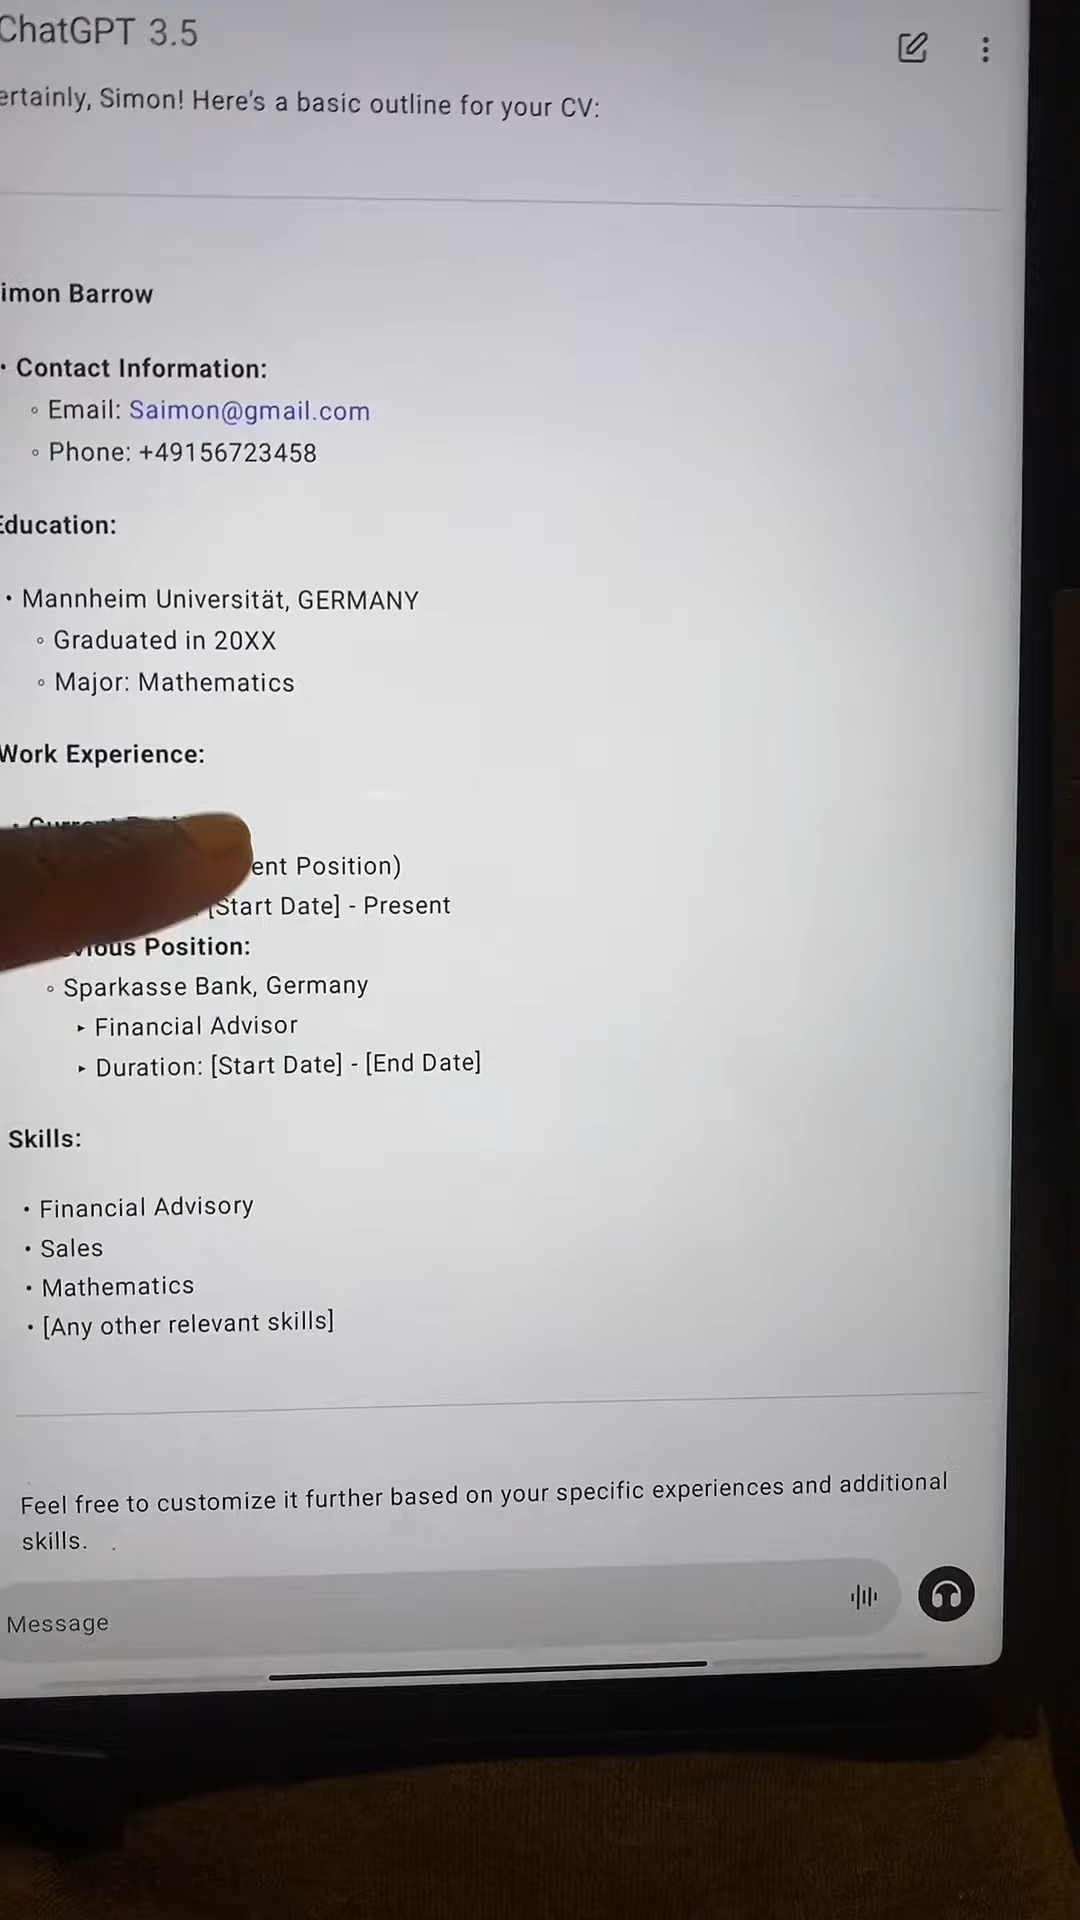 ChatGPT 3.5
ertainly, Simon! Here's a basic outline for your CV:
imon Barrow
• Contact Information:
◦ Email: Saimon@gmail.com
◦ Phone: +49156723458
Education:
• Mannheim Universität, GERMANY
◦ Graduated in 20XX
◦ Major: Mathematics
Work Experience:
• Current
ent Position)
[Start Date] - Present
vious Position:
◦ Sparkasse Bank, Germany
▸ Financial Advisor
▸ Duration: [Start Date] - [End Date]
Skills:
• Financial Advisory
• Sales
• Mathematics
• [Any other relevant skills]
Feel free to customize it further based on your specific experiences and additional
skills.
Message